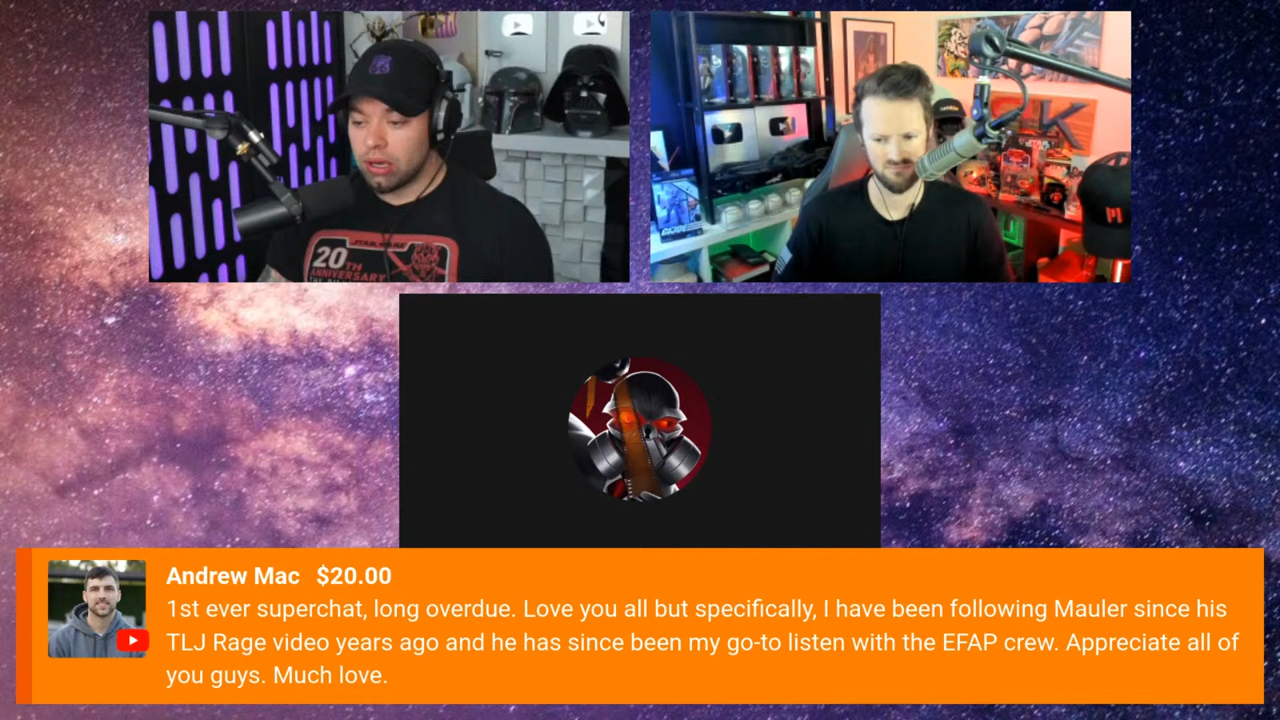 STAR WARS
20TH
ANNIVERSARY
K
Andrew Mac $20.00
1st ever superchat, long overdue. Love you all but specifically, I have been following Mauler since his
TLJ Rage video years ago and he has since been my go-to listen with the EFAP crew. Appreciate all of
you guys. Much love.